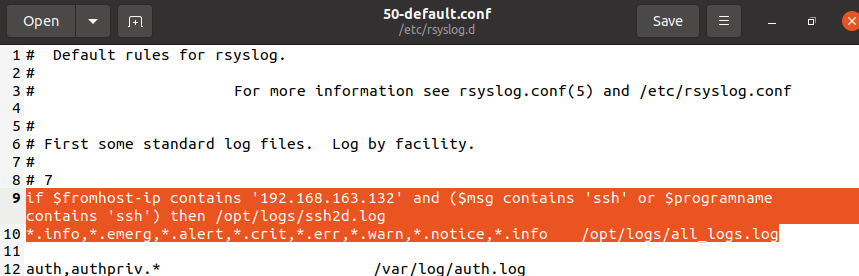 Open
50-default.conf
/etc/rsyslog.d
Save
1 #  Default rules for rsyslog.
2 #
3 #                       For more information see rsyslog.conf(5) and /etc/rsyslog.conf
4
5 #
6 # First some standard log files.  Log by facility.
7 #
8 # 7
9 if $fromhost-ip contains '192.168.163.132' and ($msg contains 'ssh' or $programname
contains 'ssh') then /opt/logs/ssh2d.log
10 *.info,*.emerg,*.alert,*.crit,*.err,*.warn,*.notice,*.info    /opt/logs/all_logs.log
11
12 auth,authpriv.*                 /var/log/auth.log